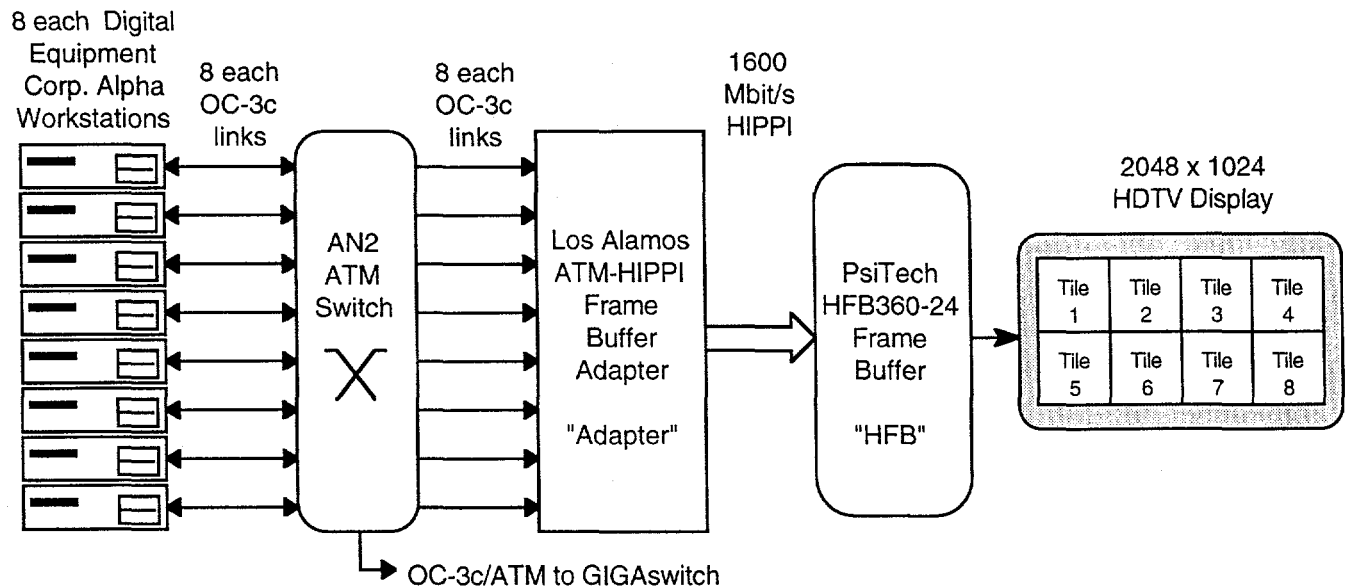 8 each Digital
Equipment
Corp. Alpha
Workstations
8 each
OC-3c
links
8 each
OC-3c
links
1600
Mbit/s
HIPPI
AN2
ATM
Switch
Los Alamos
ATM-HIPPI
Frame
Buffer
Adapter
"Adapter"
PsiTech
HFB360-24
Frame
Buffer
"HFB"
2048 x 1024
HDTV Display
Tile
1
Tile
2
Tile
3
Tile
4
Tile
5
Tile
6
Tile
7
Tile
8
OC-3c/ATM to GIGAswitch